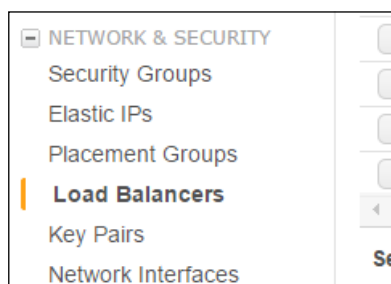 NETWORK & SECURITY
Security Groups
Elastic IPs
Placement Groups
Load Balancers
Key Pairs
Network Interfaces